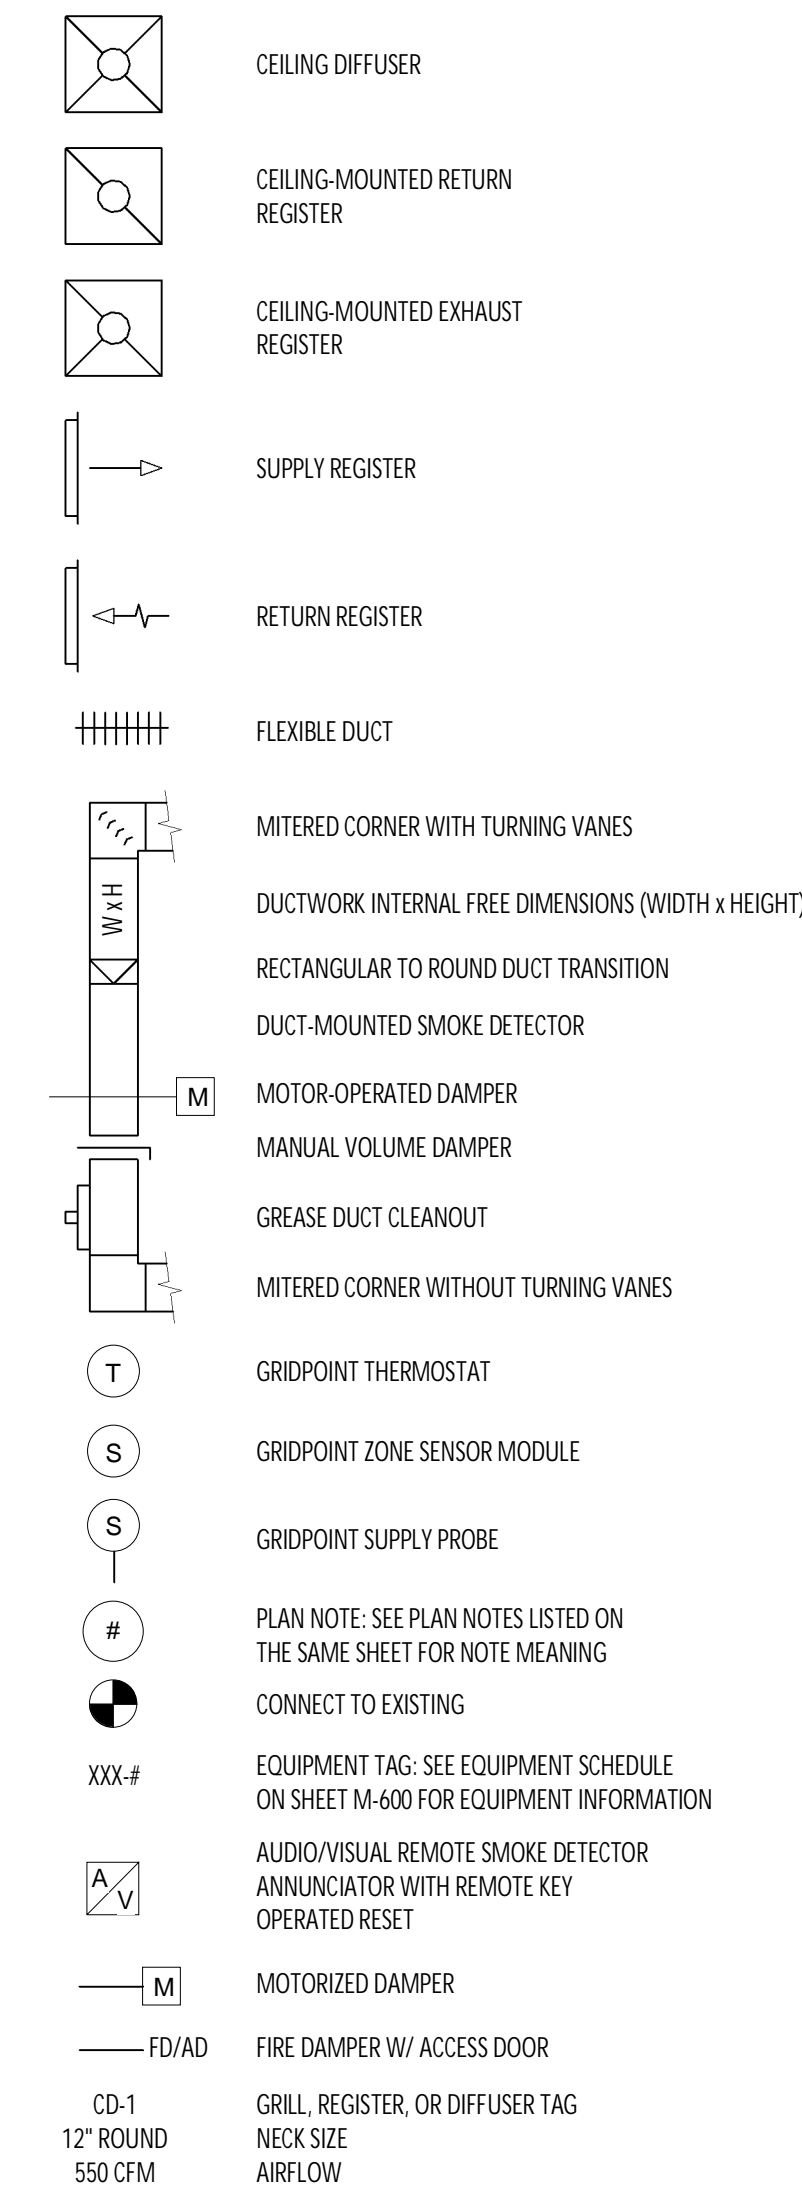 CEILING DIFFUSER
CEILING-MOUNTED RETURN
REGISTER
CEILING-MOUNTED EXHAUST
REGISTER
SUPPLY REGISTER
RETURN REGISTER
FLEXIBLE DUCT
MITERED CORNER WITH TURNING VANES
W x H DUCTWORK INTERNAL FREE DIMENSIONS (WIDTH x HEIGHT)
RECTANGULAR TO ROUND DUCT TRANSITION
DUCT-MOUNTED SMOKE DETECTOR
M MOTOR-OPERATED DAMPER
MANUAL VOLUME DAMPER
GREASE DUCT CLEANOUT
MITERED CORNER WITHOUT TURNING VANES
T GRIDPOINT THERMOSTAT
S GRIDPOINT ZONE SENSOR MODULE
S GRIDPOINT SUPPLY PROBE
# PLAN NOTE: SEE PLAN NOTES LISTED ON
THE SAME SHEET FOR NOTE MEANING
CONNECT TO EXISTING
XXX-# EQUIPMENT TAG: SEE EQUIPMENT SCHEDULE
ON SHEET M-600 FOR EQUIPMENT INFORMATION
A/V AUDIO/VISUAL REMOTE SMOKE DETECTOR
ANNUNCIATOR WITH REMOTE KEY
OPERATED RESET
M MOTORIZED DAMPER
FD/AD FIRE DAMPER W/ ACCESS DOOR
CD-1 GRILL, REGISTER, OR DIFFUSER TAG
12" ROUND NECK SIZE
550 CFM AIRFLOW